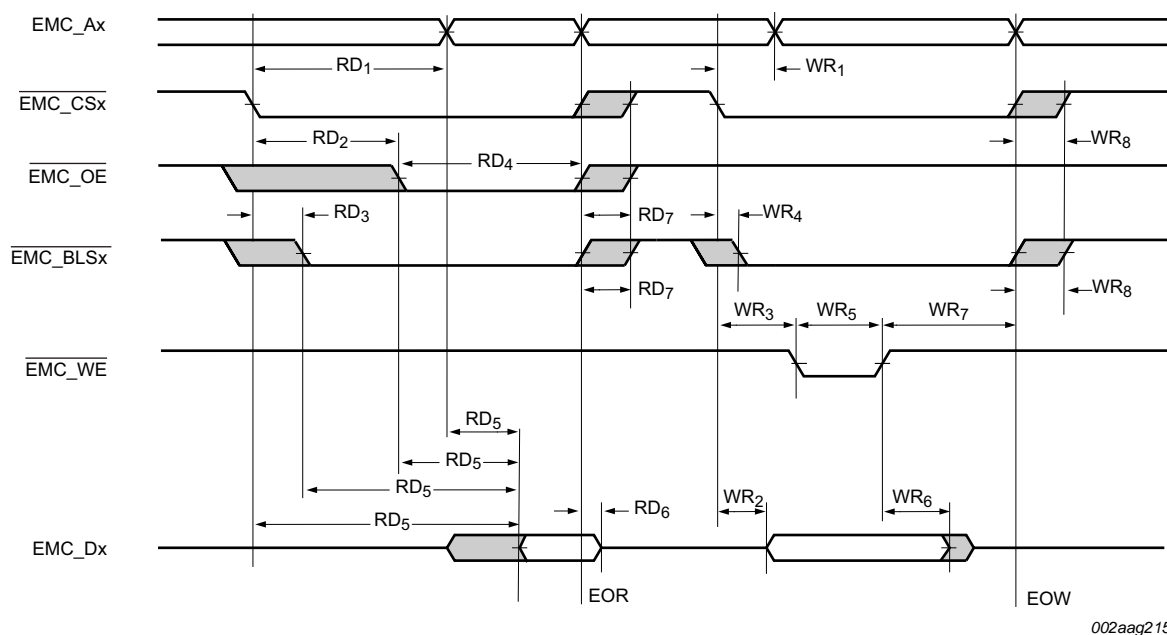 EMC_Ax
RD1
WR1
EMC_CSx
RD2
RD4
WR8
EMC_OE
RD3
RD7
WR4
EMC_BLSx
RD7
WR8
WR3
WR5
WR7
EMC_WE
RD5
RD5
RD5
RD5
RD6
WR2
WR6
EMC_Dx
EOR
EOW
002aag215